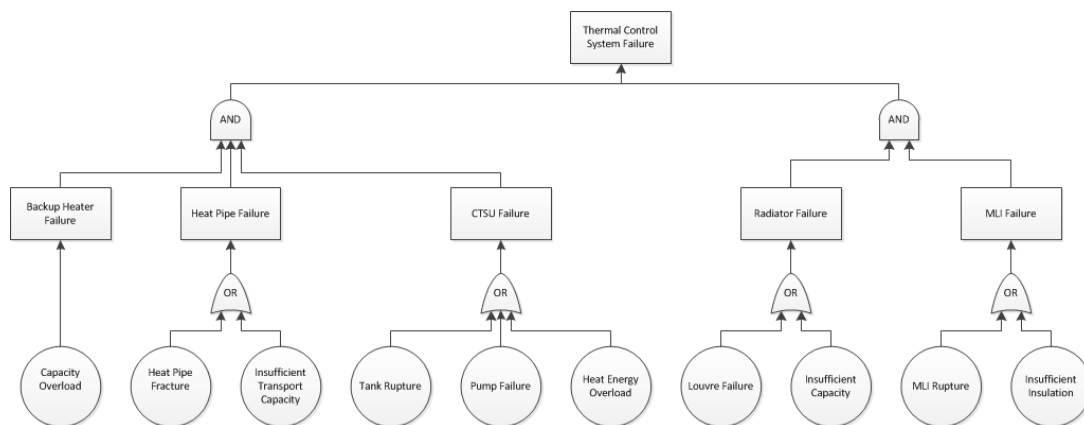 Thermal Control
System Failure
AND
AND
Backup Heater
Failure
Heat Pipe Failure
CTSU Failure
Radiator Failure
MLI Failure
OR
OR
OR
OR
Capacity
Overload
Heat Pipe
Fracture
Insufficient
Transport
Capacity
Tank Rupture
Pump Failure
Heat Energy
Overload
Louvre Failure
Insufficient
Capacity
MLI Rupture
Insufficient
Insulation